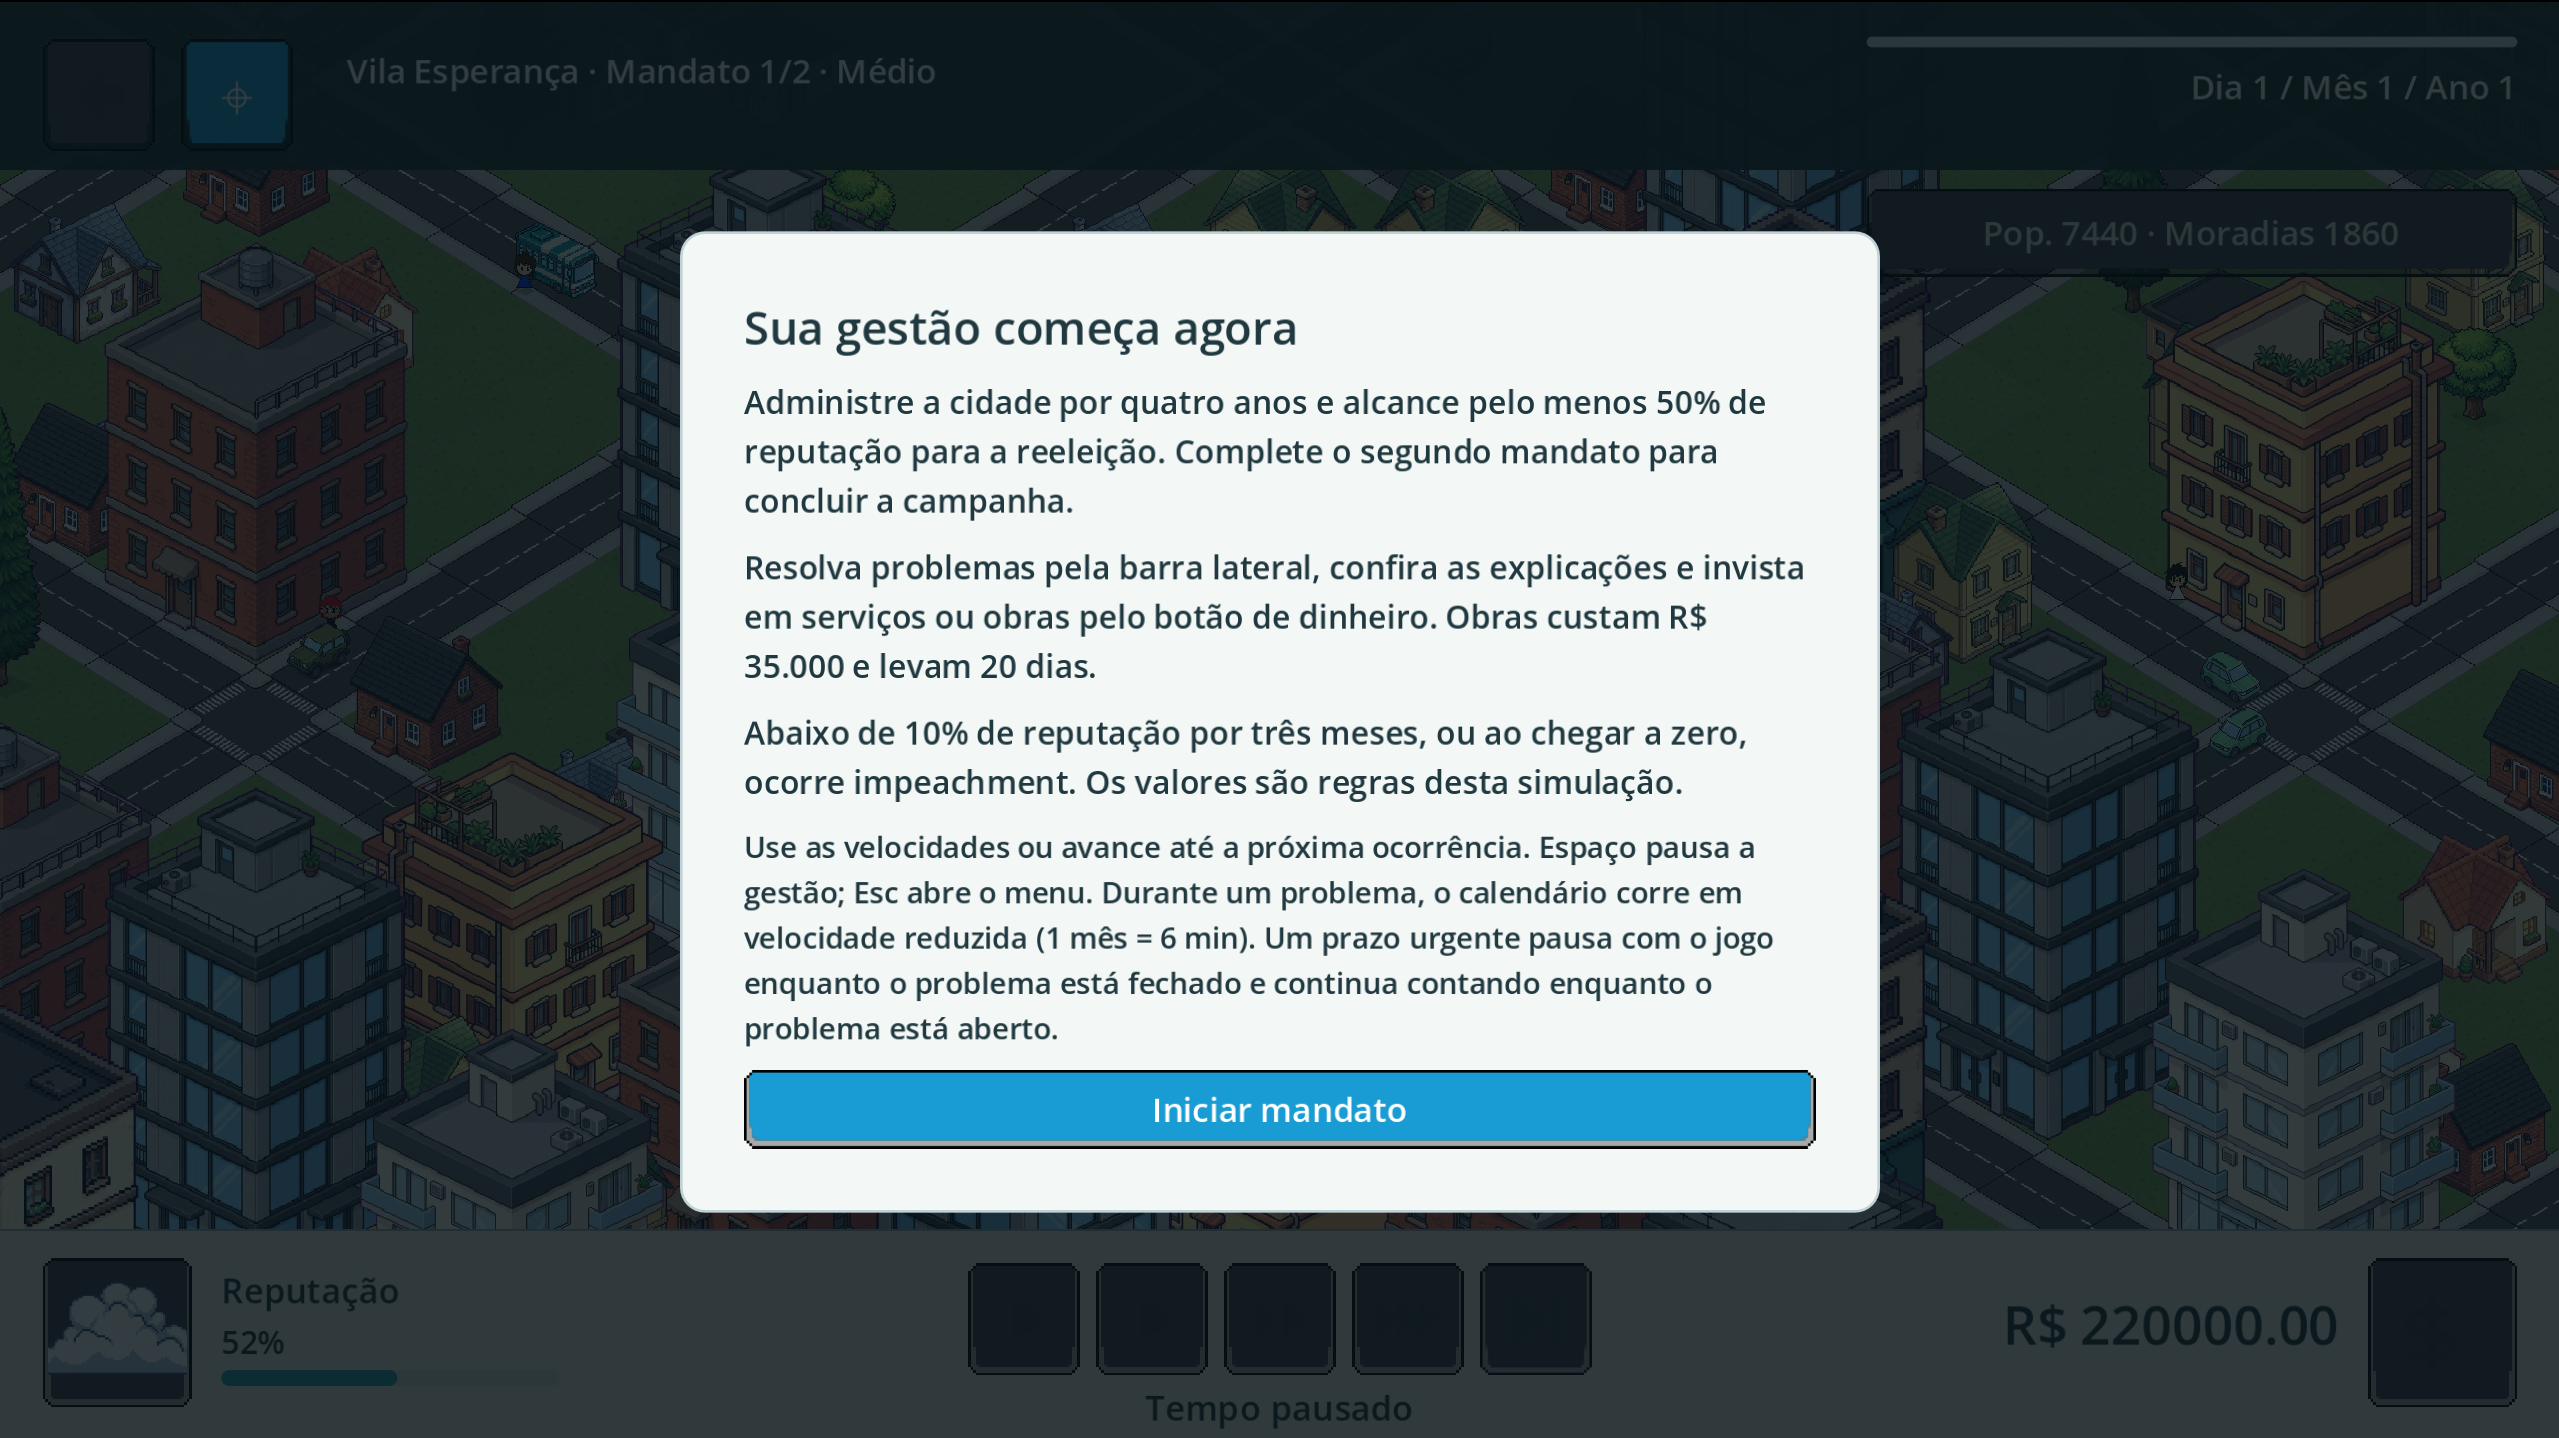 Vila Esperança · Mandato 1/2 · Médio
Dia 1 / Mês 1 / Ano 1
Pop. 7440 · Moradias 1860
Sua gestão começa agora
Administre a cidade por quatro anos e alcance pelo menos 50% de
reputação para a reeleição. Complete o segundo mandato para
concluir a campanha.
Resolva problemas pela barra lateral, confira as explicações e invista
em serviços ou obras pelo botão de dinheiro. Obras custam R$
35.000 e levam 20 dias.
Abaixo de 10% de reputação por três meses, ou ao chegar a zero,
ocorre impeachment. Os valores são regras desta simulação.
Use as velocidades ou avance até a próxima ocorrência. Espaço pausa a
gestão; Esc abre o menu. Durante um problema, o calendário corre em
velocidade reduzida (1 mês = 6 min). Um prazo urgente pausa com o jogo
enquanto o problema está fechado e continua contando enquanto o
problema está aberto.
Iniciar mandato
Reputação
52%
Tempo pausado
R$ 220000.00